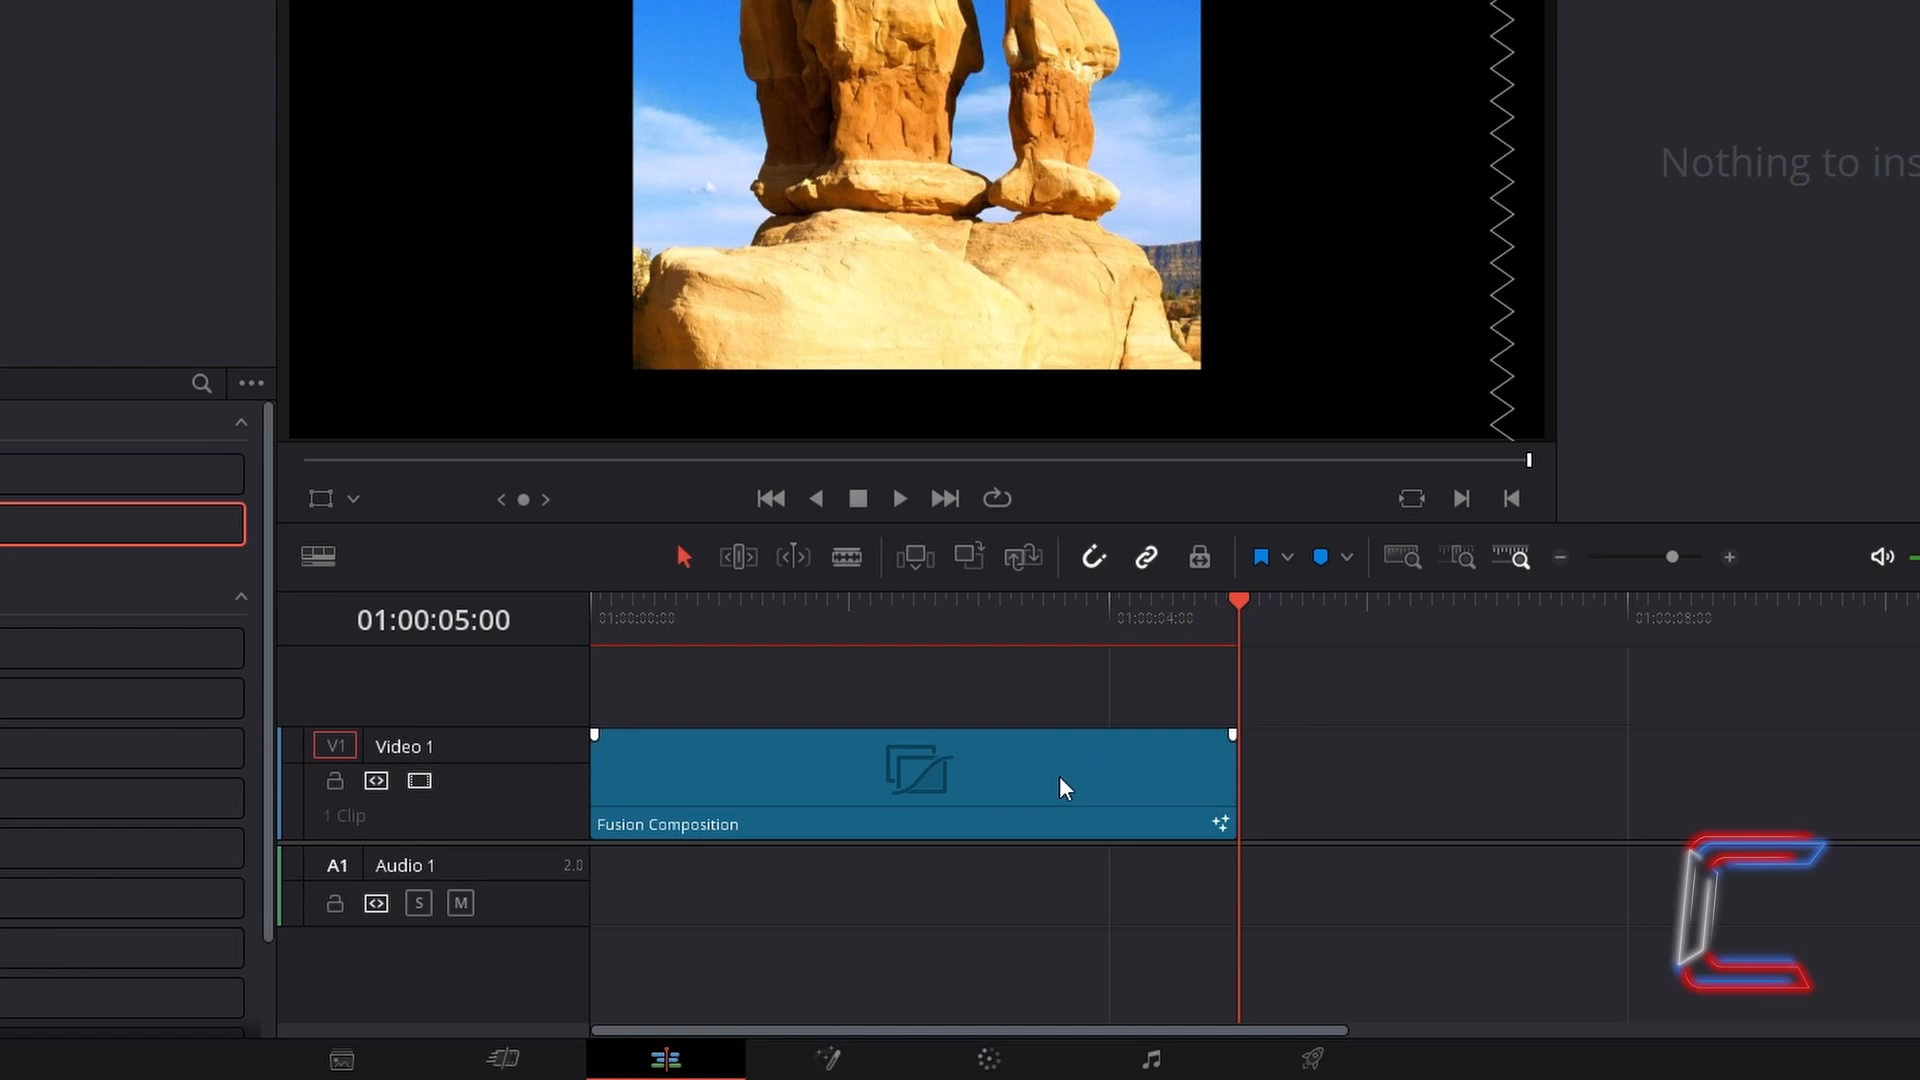 Nothing to ins
01:00:05:00
01:00:00:00
01:00:04:00
01:00:08:00
V1
Video 1
1 Clip
Fusion Composition
A1
Audio 1
2.0
S
M